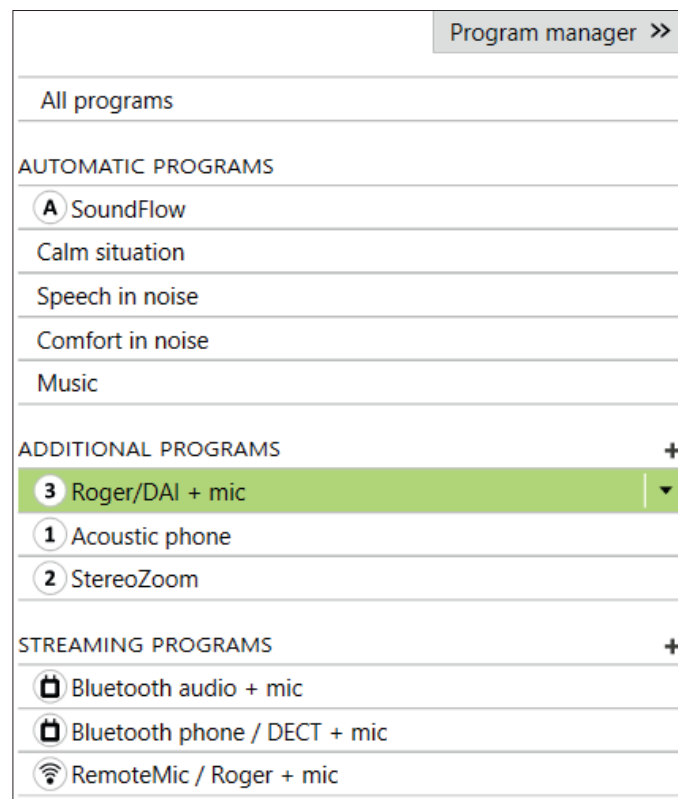 Program manager »
All programs
AUTOMATIC PROGRAMS
A SoundFlow
Calm situation
Speech in noise
Comfort in noise
Music
ADDITIONAL PROGRAMS +
3 Roger/DAI + mic
1 Acoustic phone
2 StereoZoom
STREAMING PROGRAMS +
Bluetooth audio + mic
Bluetooth phone / DECT + mic
RemoteMic / Roger + mic